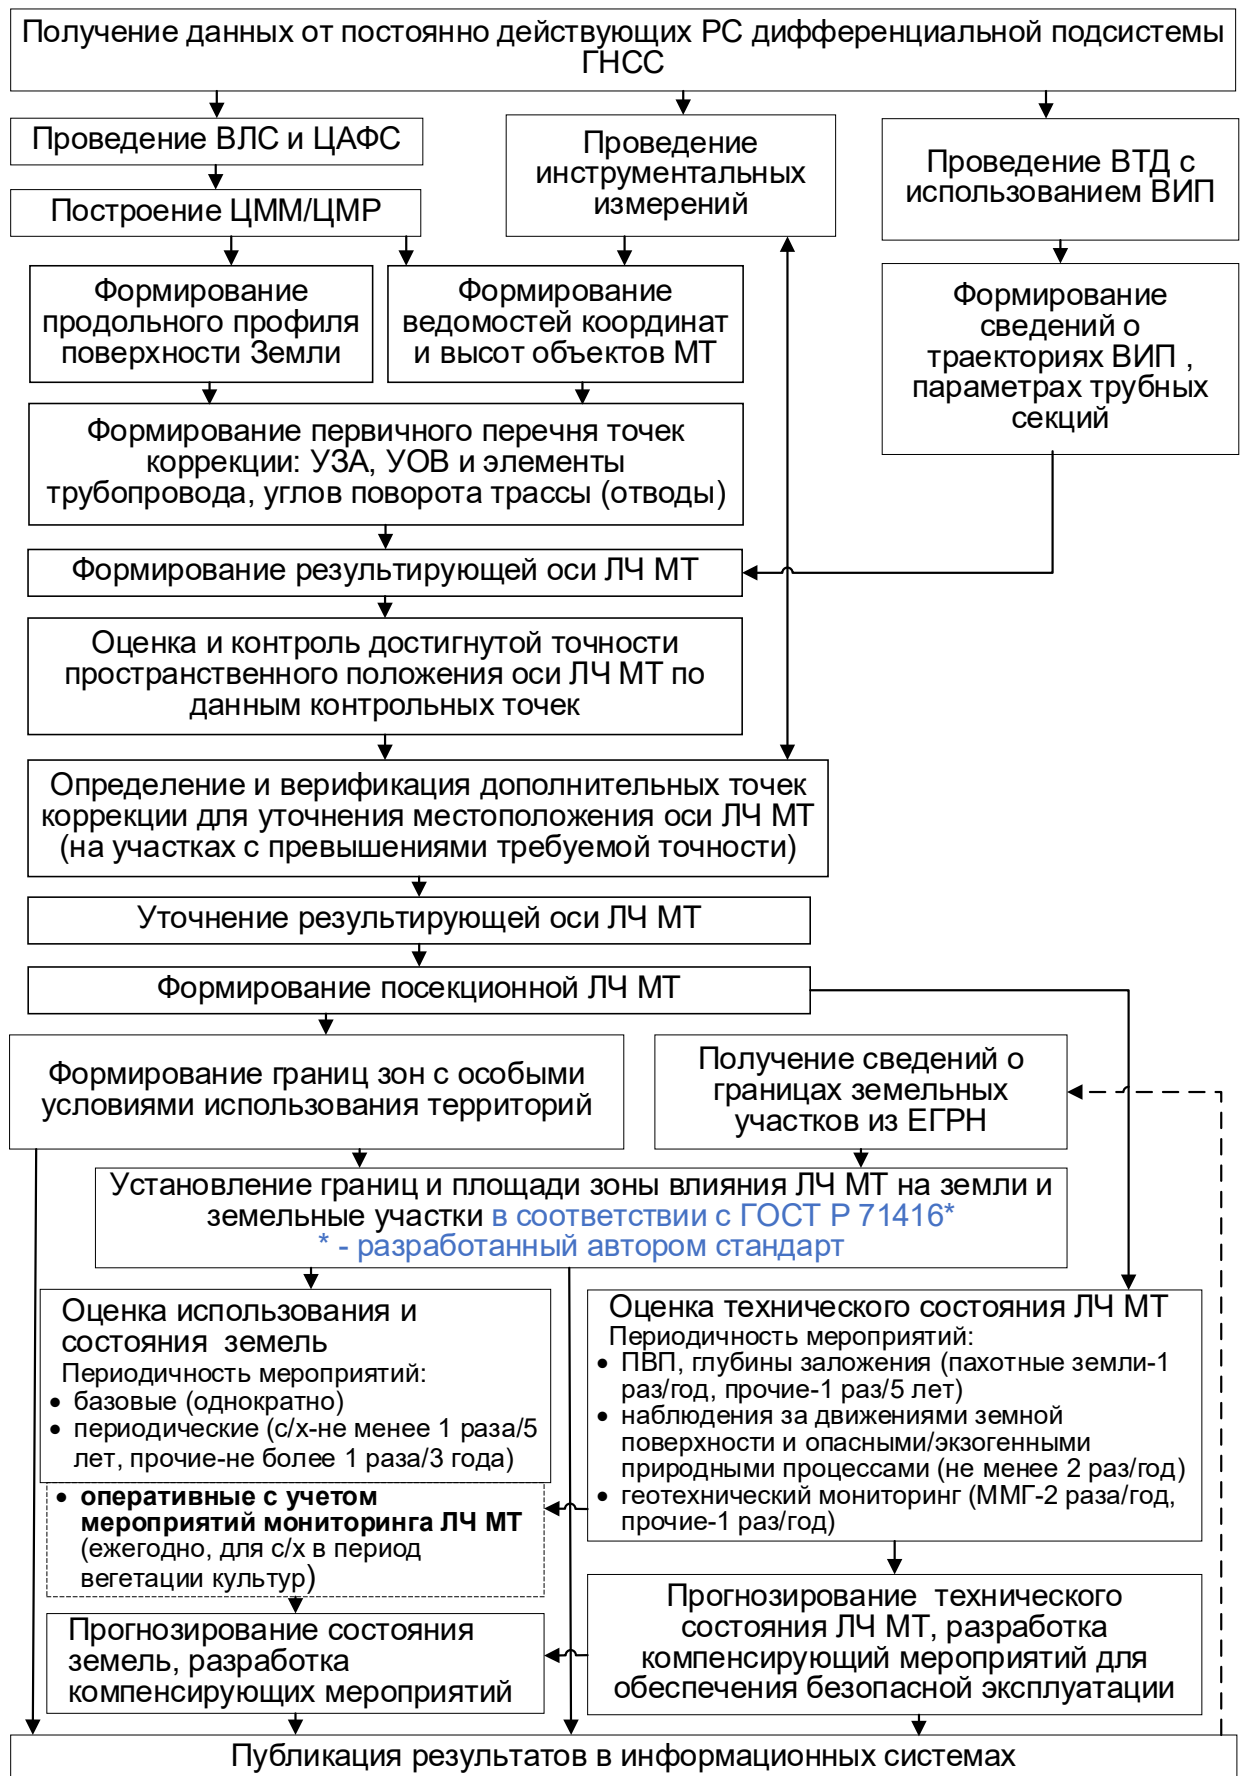 Получение данных от постоянно действующих РС дифференциальной подсистемы
ГНСС
Проведение ВЛС и ЦАФС
Проведение
инструментальных
измерений
Проведение ВТД с
использованием ВИП
Построение ЦММ/ЦМР
Формирование
продольного профиля
поверхности Земли
Формирование
ведомостей координат
и высот объектов МТ
Формирование
сведений о
траекториях ВИП ,
параметрах трубных
секций
Формирование первичного перечня точек
коррекции: УЗА, УОВ и элементы
трубопровода, углов поворота трассы (отводы)
Формирование результирующей оси ЛЧ МТ
Оценка и контроль достигнутой точности
пространственного положения оси ЛЧ МТ по
данным контрольных точек
Определение и верификация дополнительных точек
коррекции для уточнения местоположения оси ЛЧ МТ
(на участках с превышениями требуемой точности)
Уточнение результирующей оси ЛЧ МТ
Формирование посекционной ЛЧ МТ
Формирование границ зон с особыми
условиями использования территорий
Получение сведений о
границах земельных
участков из ЕГРН
Установление границ и площади зоны влияния ЛЧ МТ на земли и
земельные участки в соответствии с ГОСТ Р 71416*
* - разработанный автором стандарт
Оценка использования и
состояния земель
Периодичность мероприятий:
• базовые (однократно)
• периодические (с/х-не менее 1 раза/5
лет, прочие-не более 1 раза/3 года)
• оперативные с учетом
мероприятий мониторинга ЛЧ МТ
(ежегодно, для с/х в период
вегетации культур)
Оценка технического состояния ЛЧ МТ
Периодичность мероприятий:
• ПВП, глубины заложения (пахотные земли-1
раз/год, прочие-1 раз/5 лет)
• наблюдения за движениями земной
поверхности и опасными/экзогенными
природными процессами (не менее 2 раз/год)
• геотехнический мониторинг (ММГ-2 раза/год,
прочие-1 раз/год)
Прогнозирование состояния
земель, разработка
компенсирующих мероприятий
Прогнозирование технического
состояния ЛЧ МТ, разработка
компенсирующий мероприятий для
обеспечения безопасной эксплуатации
Публикация результатов в информационных системах